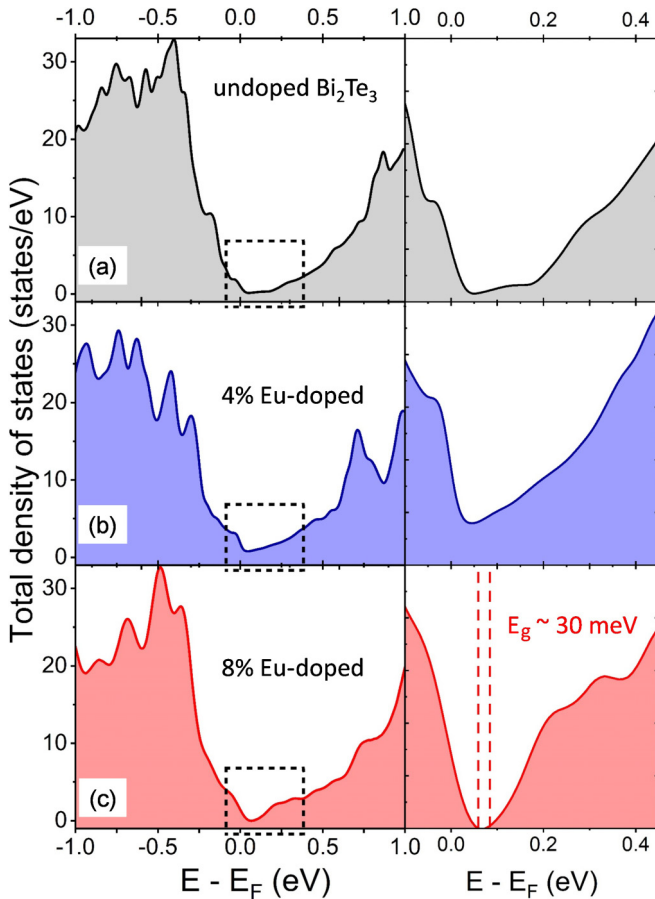 -1.0 -0.5 0.0 0.5 1.0 0.0 0.2 0.4
Total density of states (states/eV)
30
20
10
0
undoped Bi₂Te₃
(a)
30
20
10
0
4% Eu-doped
(b)
30
20
10
0
8% Eu-doped
(c)
E_g ~ 30 meV
-1.0 -0.5 0.0 0.5 1.0 0.0 0.2 0.4
E - E_F (eV) E - E_F (eV)